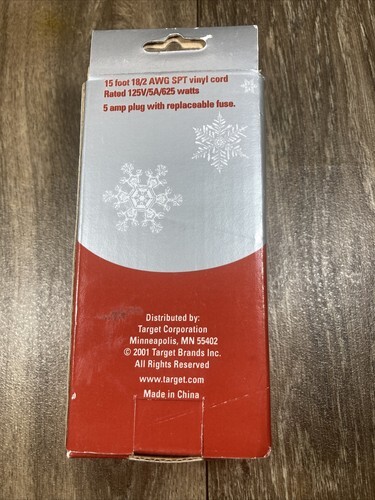 15 foot 18/2 AWG SPT vinyl cord
Rated 125V/5A/625 watts
5 amp plug with replaceable fuse.
Distributed by:
Target Corporation
Minneapolis, MN 55402
© 2001 Target Brands Inc.
All Rights Reserved
www.target.com
Made in China